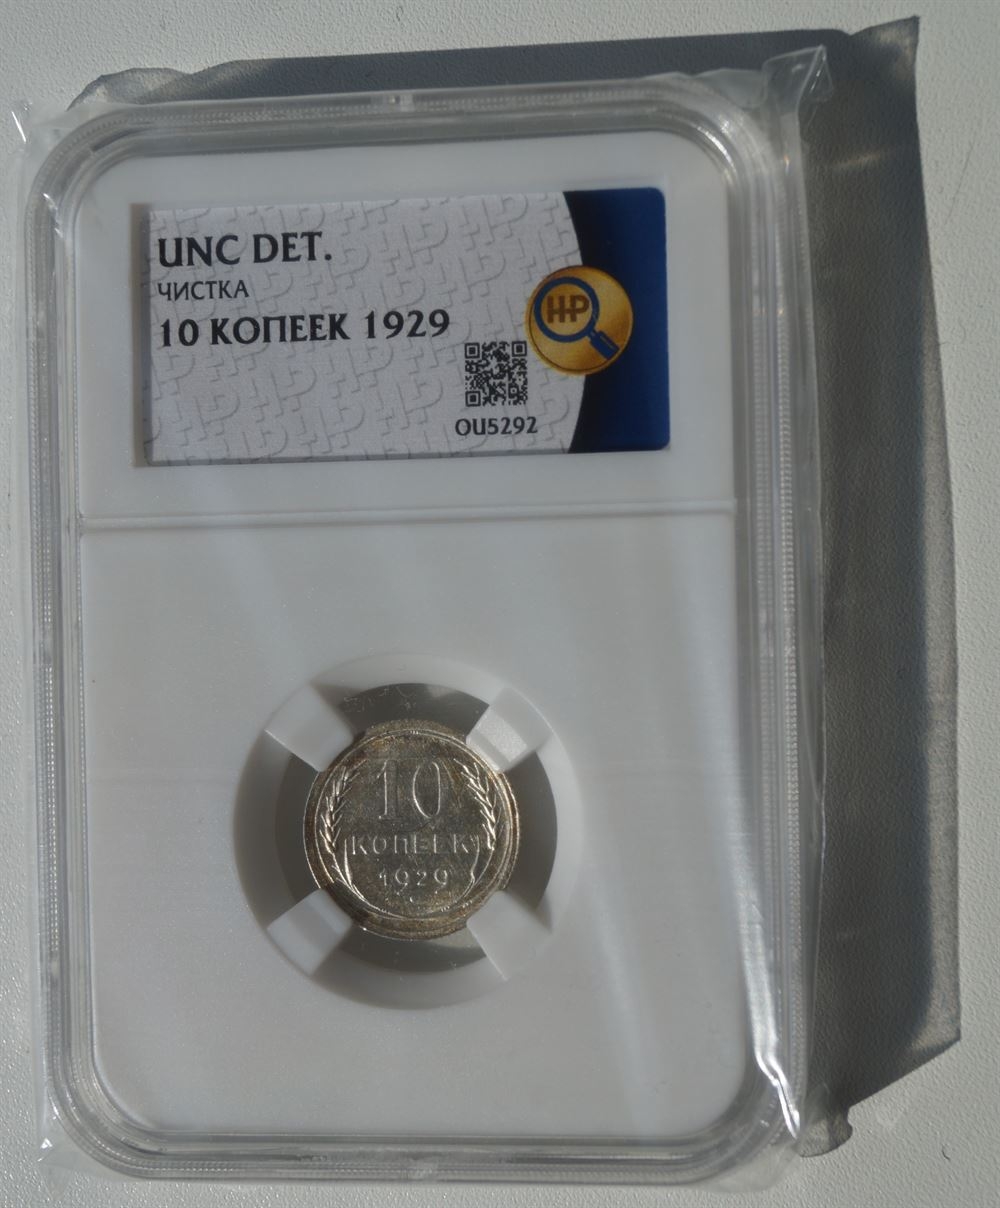 UNC DET.
ЧИСТКА
10 КОПЕЕК 1929
НР
OU5292
10
КОПЕЕК
1929